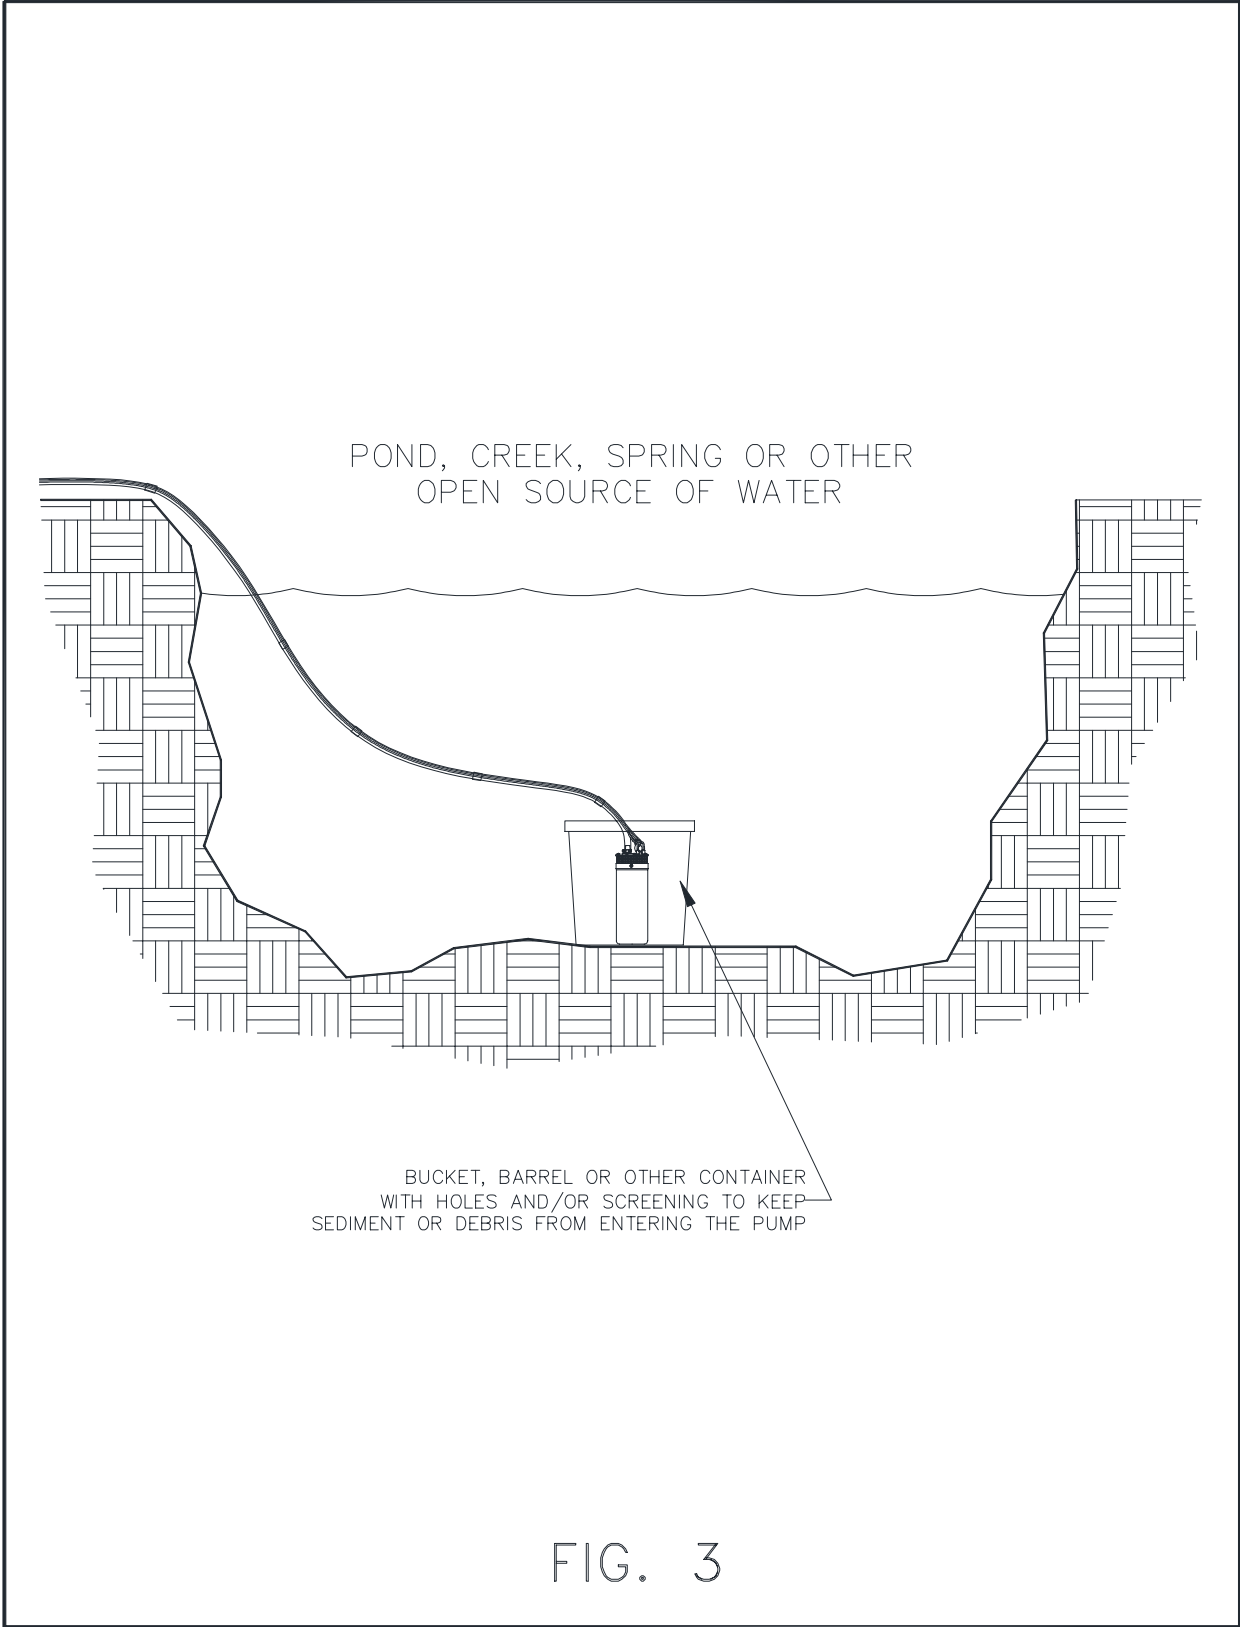 POND, CREEK, SPRING OR OTHER
OPEN SOURCE OF WATER
BUCKET, BARREL OR OTHER CONTAINER
WITH HOLES AND/OR SCREENING TO KEEP
SEDIMENT OR DEBRIS FROM ENTERING THE PUMP
FIG. 3